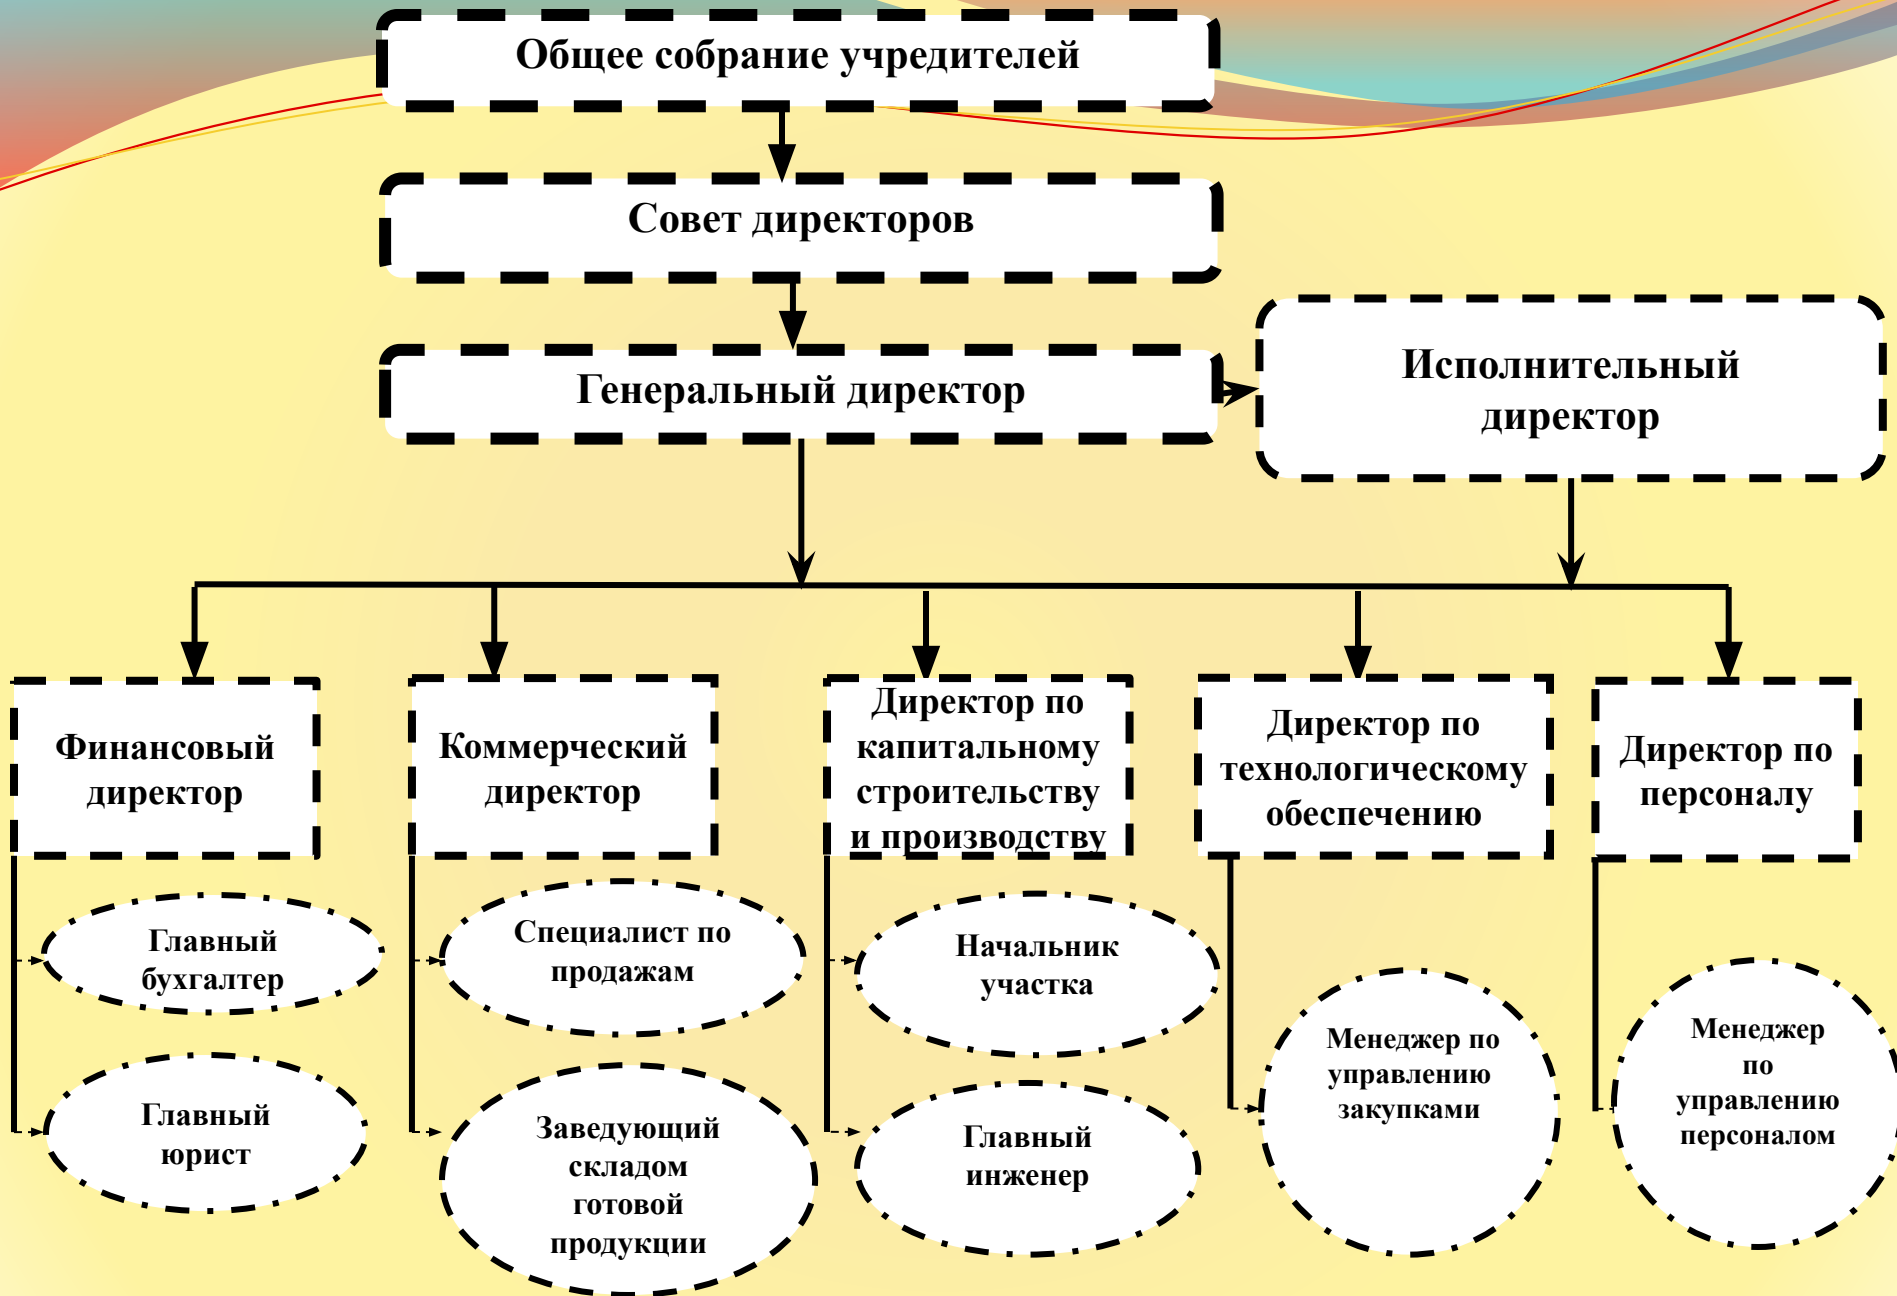 Общее собрание учредителей
Совет директоров
Генеральный директор
Исполнительный
директор
Финансовый
директор
Коммерческий
директор
Директор по
капитальному
строительству
и производству
Директор по
технологическому
обеспечению
Директор по
персоналу
Главный
бухгалтер
Специалист по
продажам
Начальник
участка
Менеджер по
управлению
закупками
Менеджер
по
управлению
персоналом
Главный
юрист
Заведующий
складом
готовой
продукции
Главный
инженер